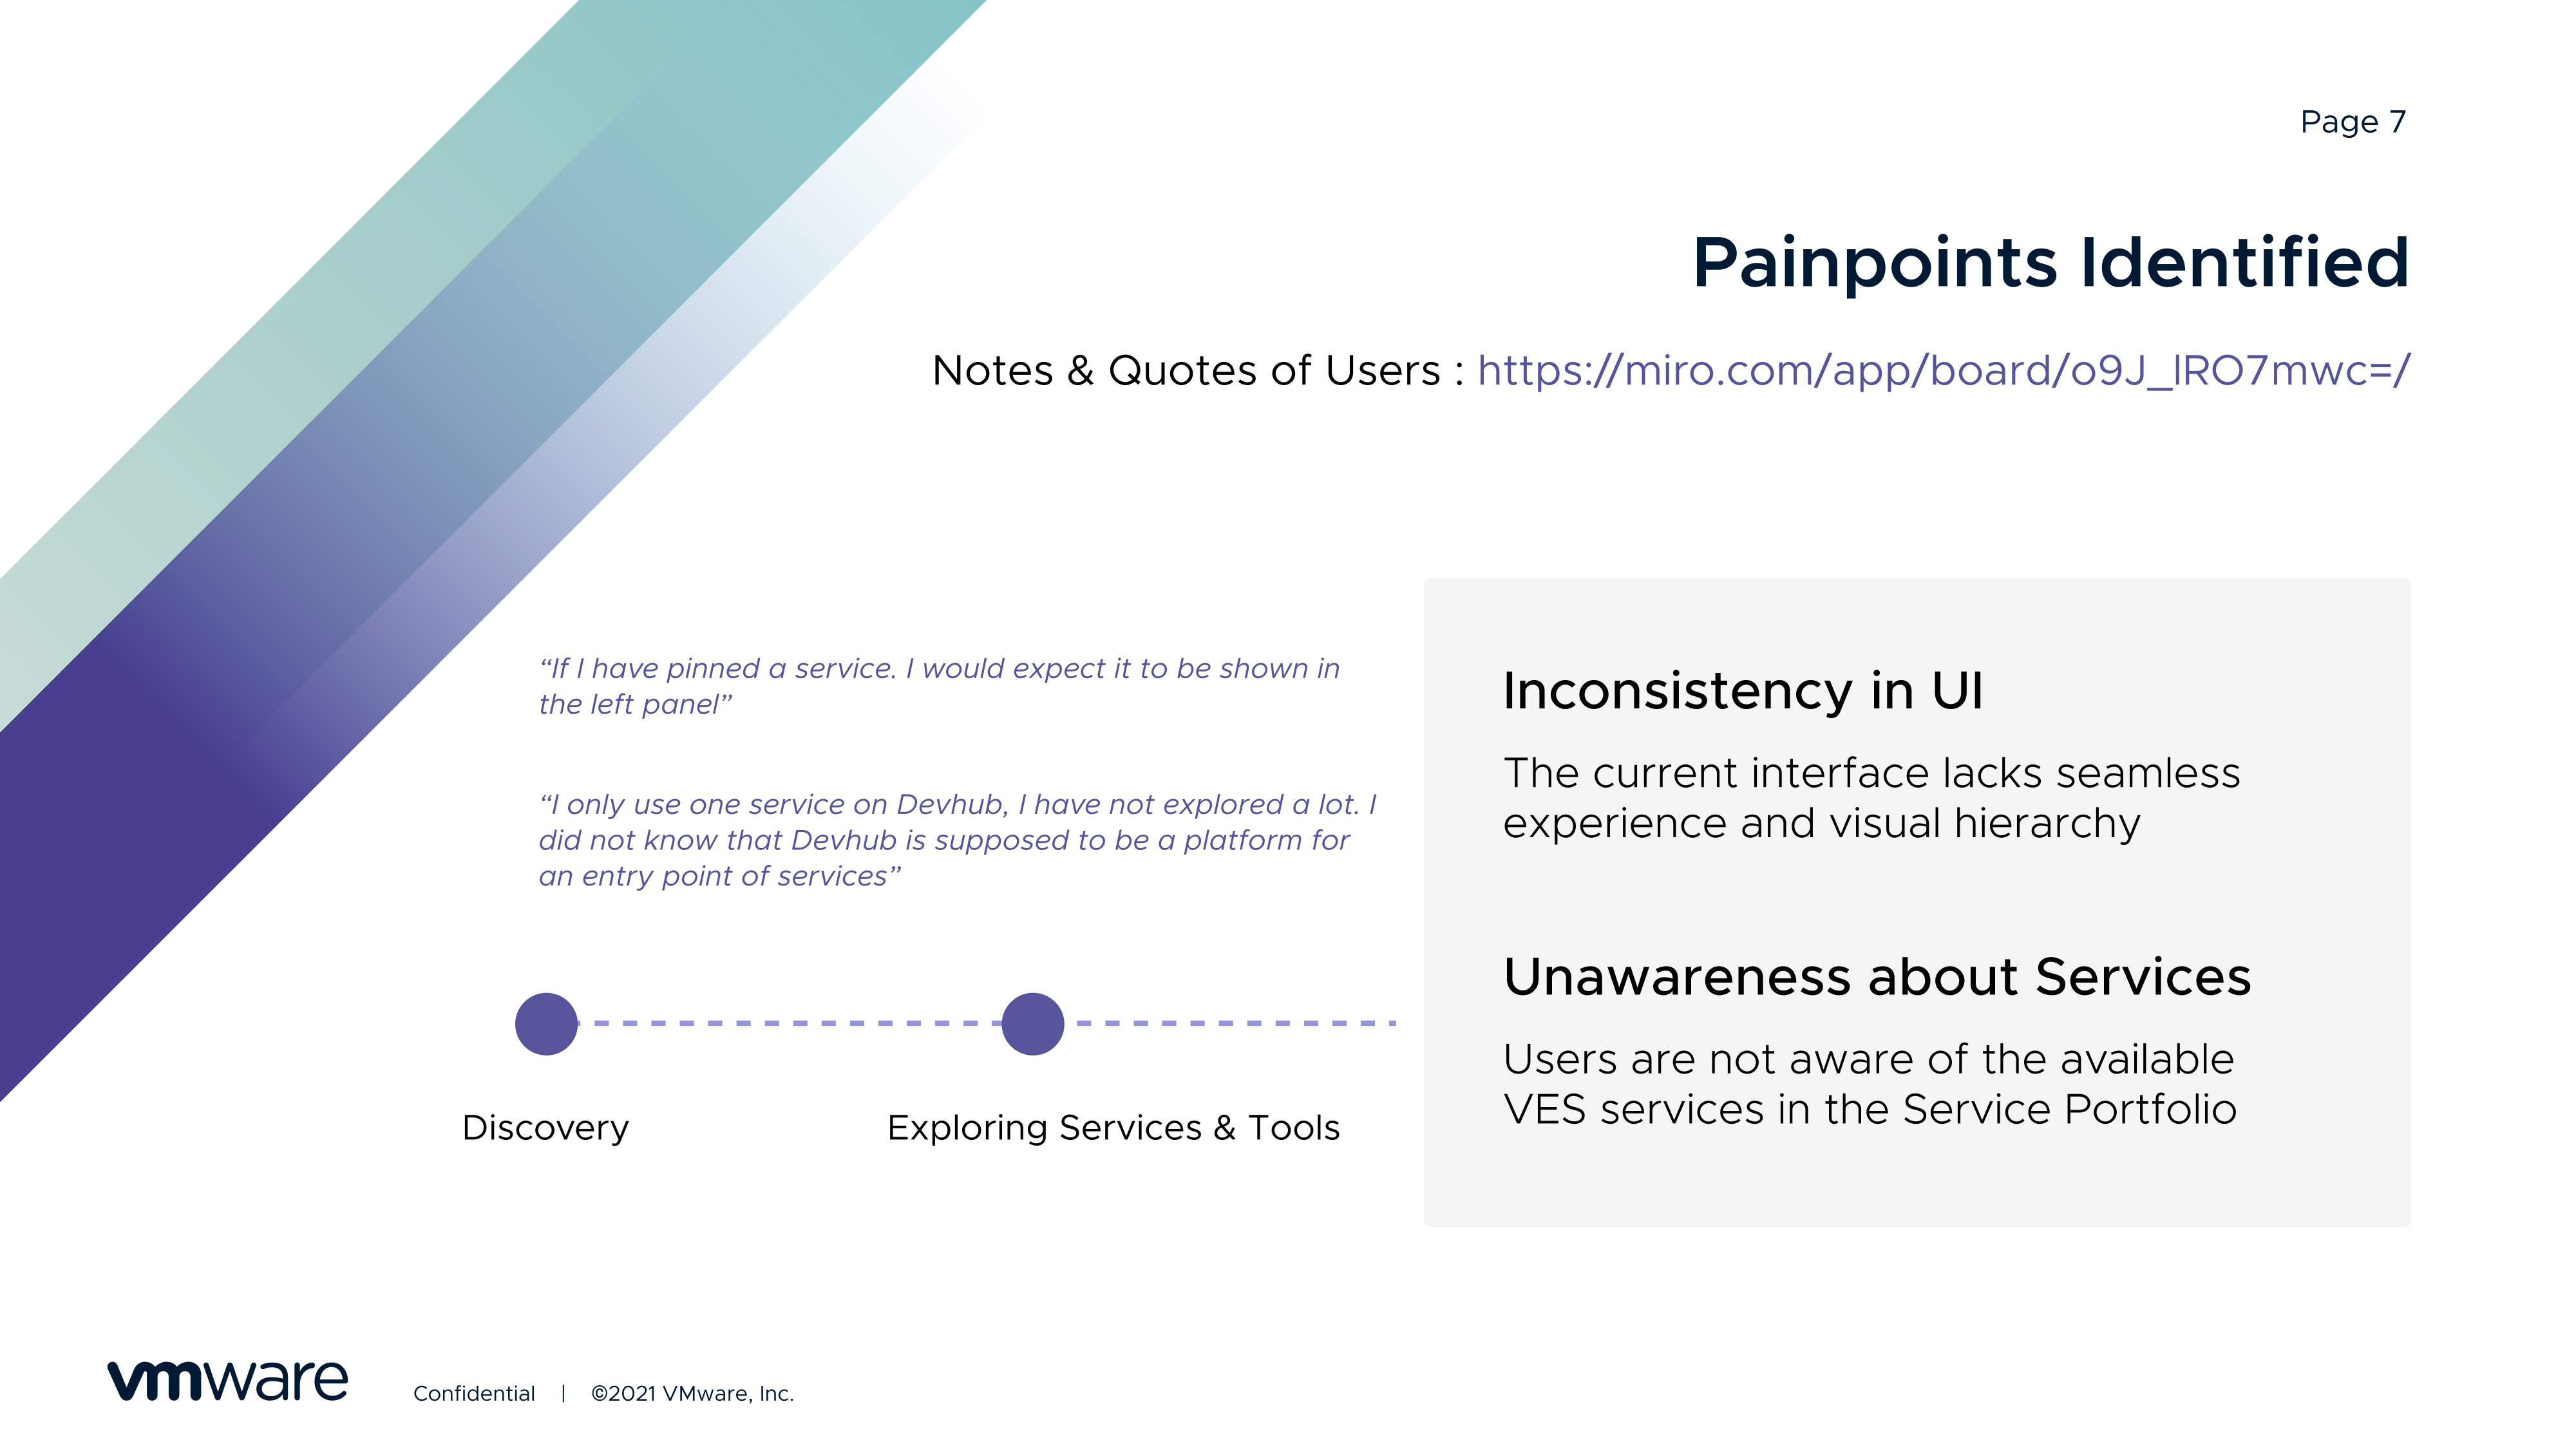 Page 7
Painpoints Identified
Notes & Quotes of Users : https://miro.com/app/board/o9J_lRO7mwc=/
“If I have pinned a service. I would expect it to be shown in
the left panel”
“I only use one service on Devhub, I have not explored a lot. I
did not know that Devhub is supposed to be a platform for
an entry point of services”
Discovery
Exploring Services & Tools
Inconsistency in UI
The current interface lacks seamless
experience and visual hierarchy
Unawareness about Services
Users are not aware of the available
VES services in the Service Portfolio
vmware
Confidential | ©2021 VMware, Inc.